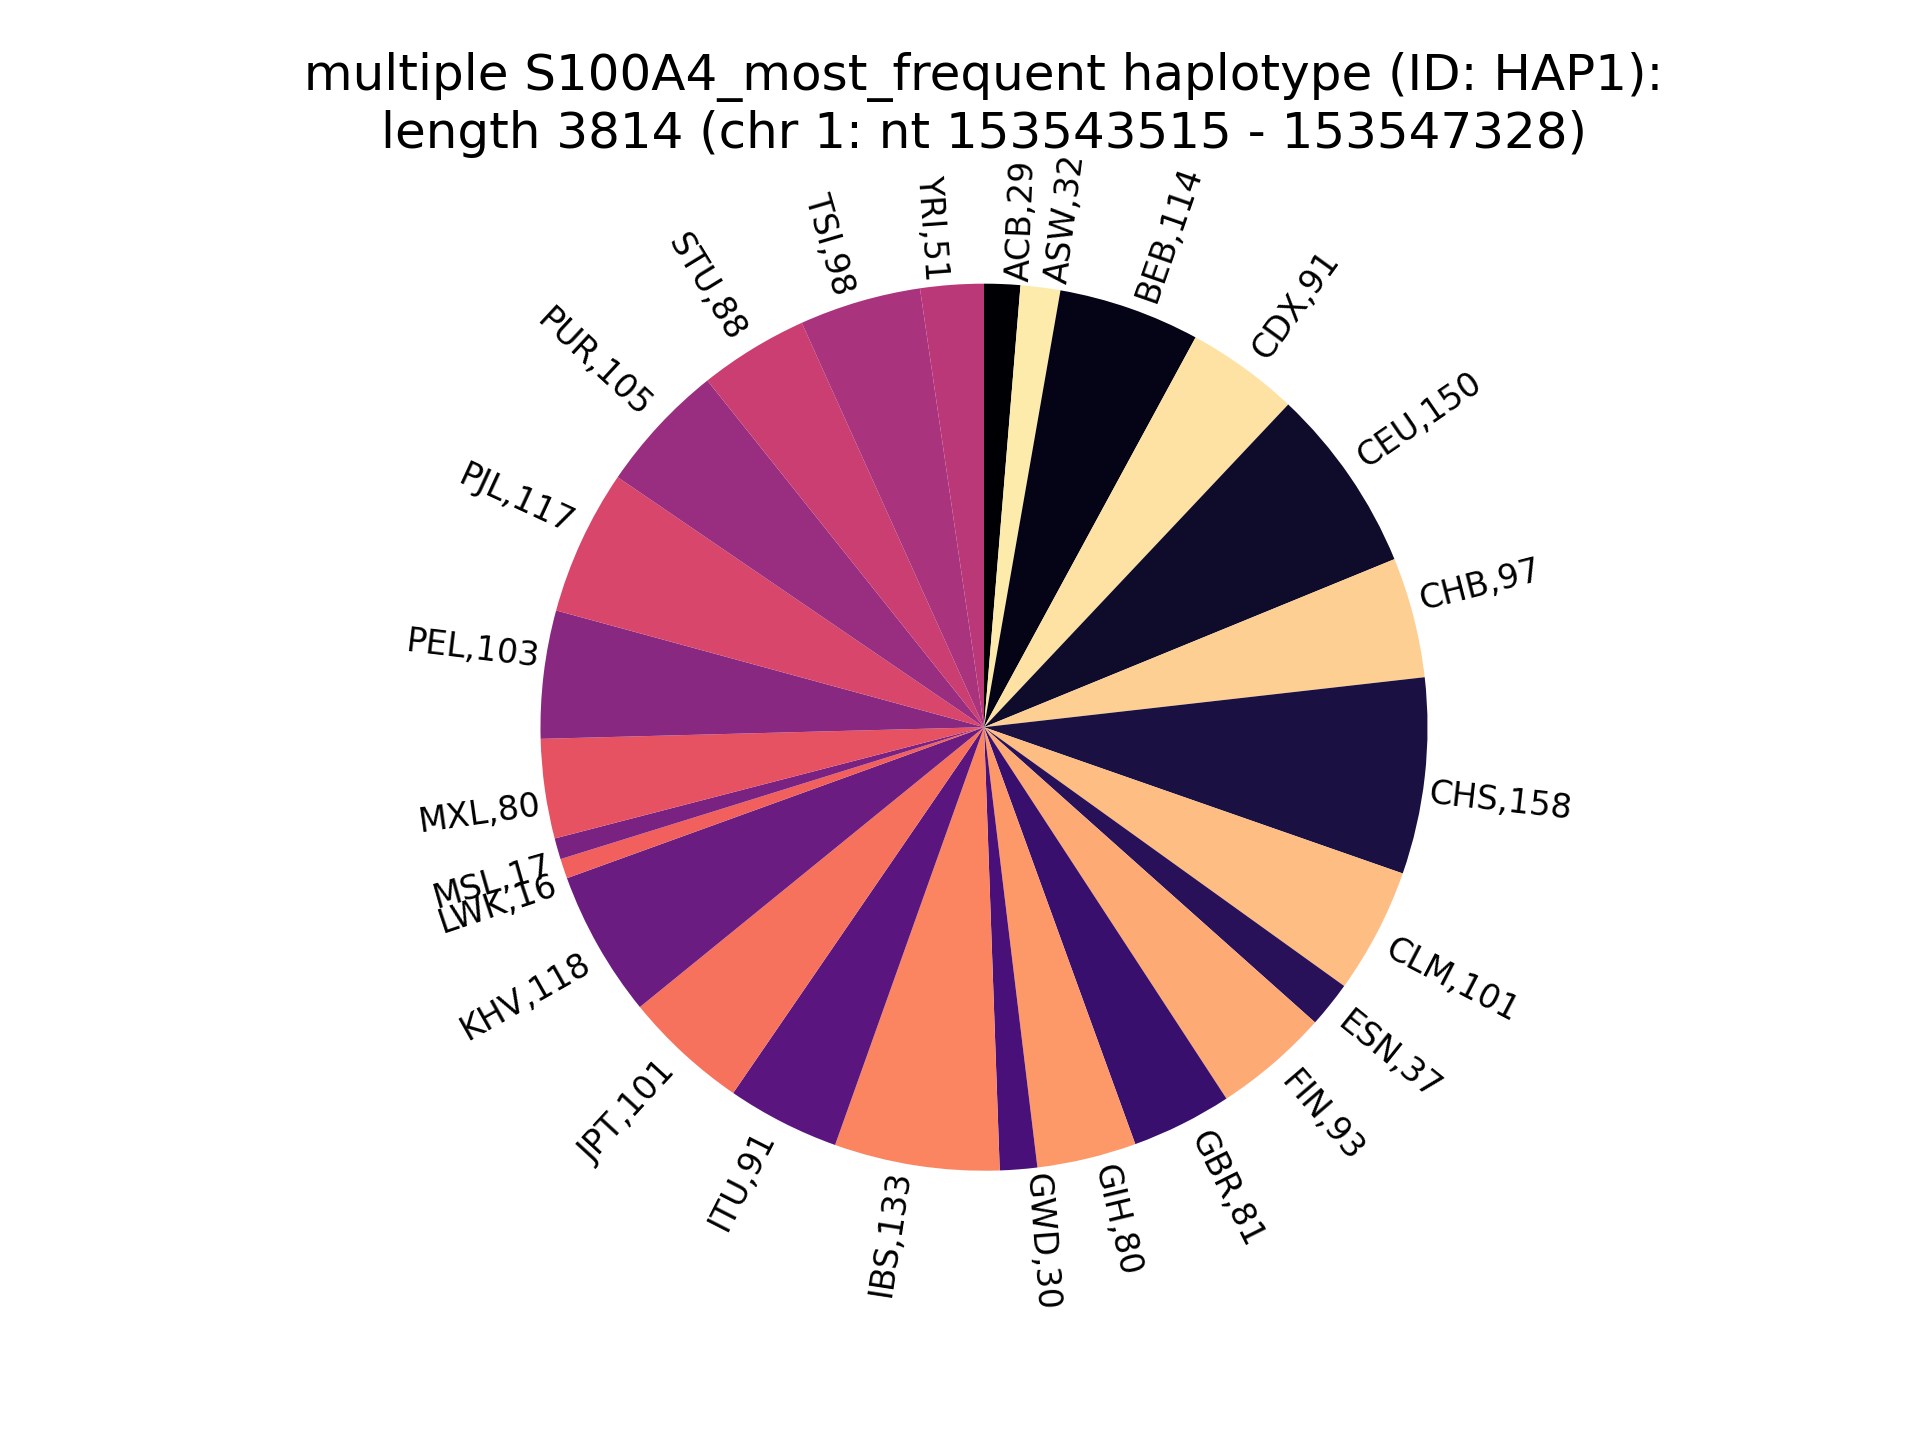 multiple S100A4_most_frequent haplotype (ID: HAP1):
length 3814 (chr 1: nt 153543515 - 153547328)
ACB,29
ASW,32
BEB,114
CDX,91
CEU,150
CHB,97
CHS,158
CLM,101
ESN,37
FIN,93
GBR,81
GIH,80
GWD,30
IBS,133
ITU,91
JPT,101
KHV,118
LWK,16
MSL,17
MXL,80
PEL,103
PJL,117
PUR,105
STU,88
TSI,98
YRI,51